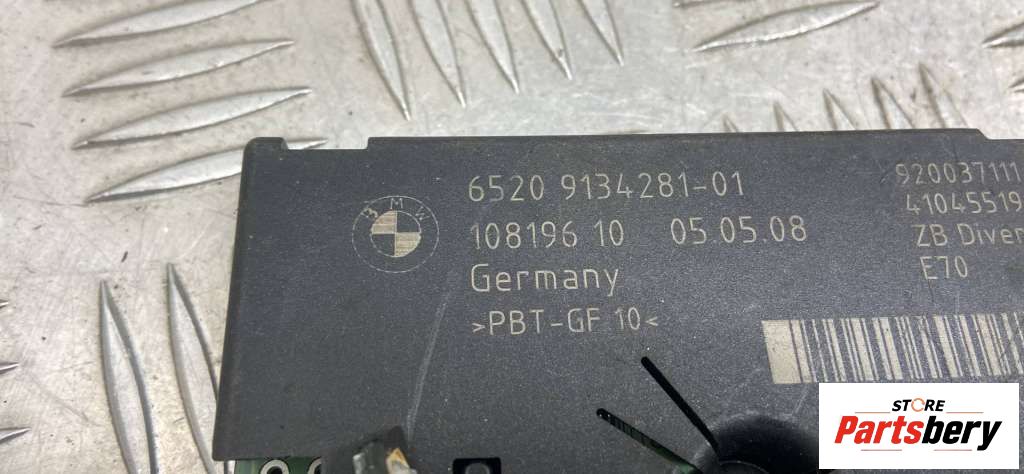 BMW
6520 9134281-01
108196 10 05.05.08
Germany
>PBT-GF 10<
920037111
41045519
ZB Diver
E70
STORE
Partsbery